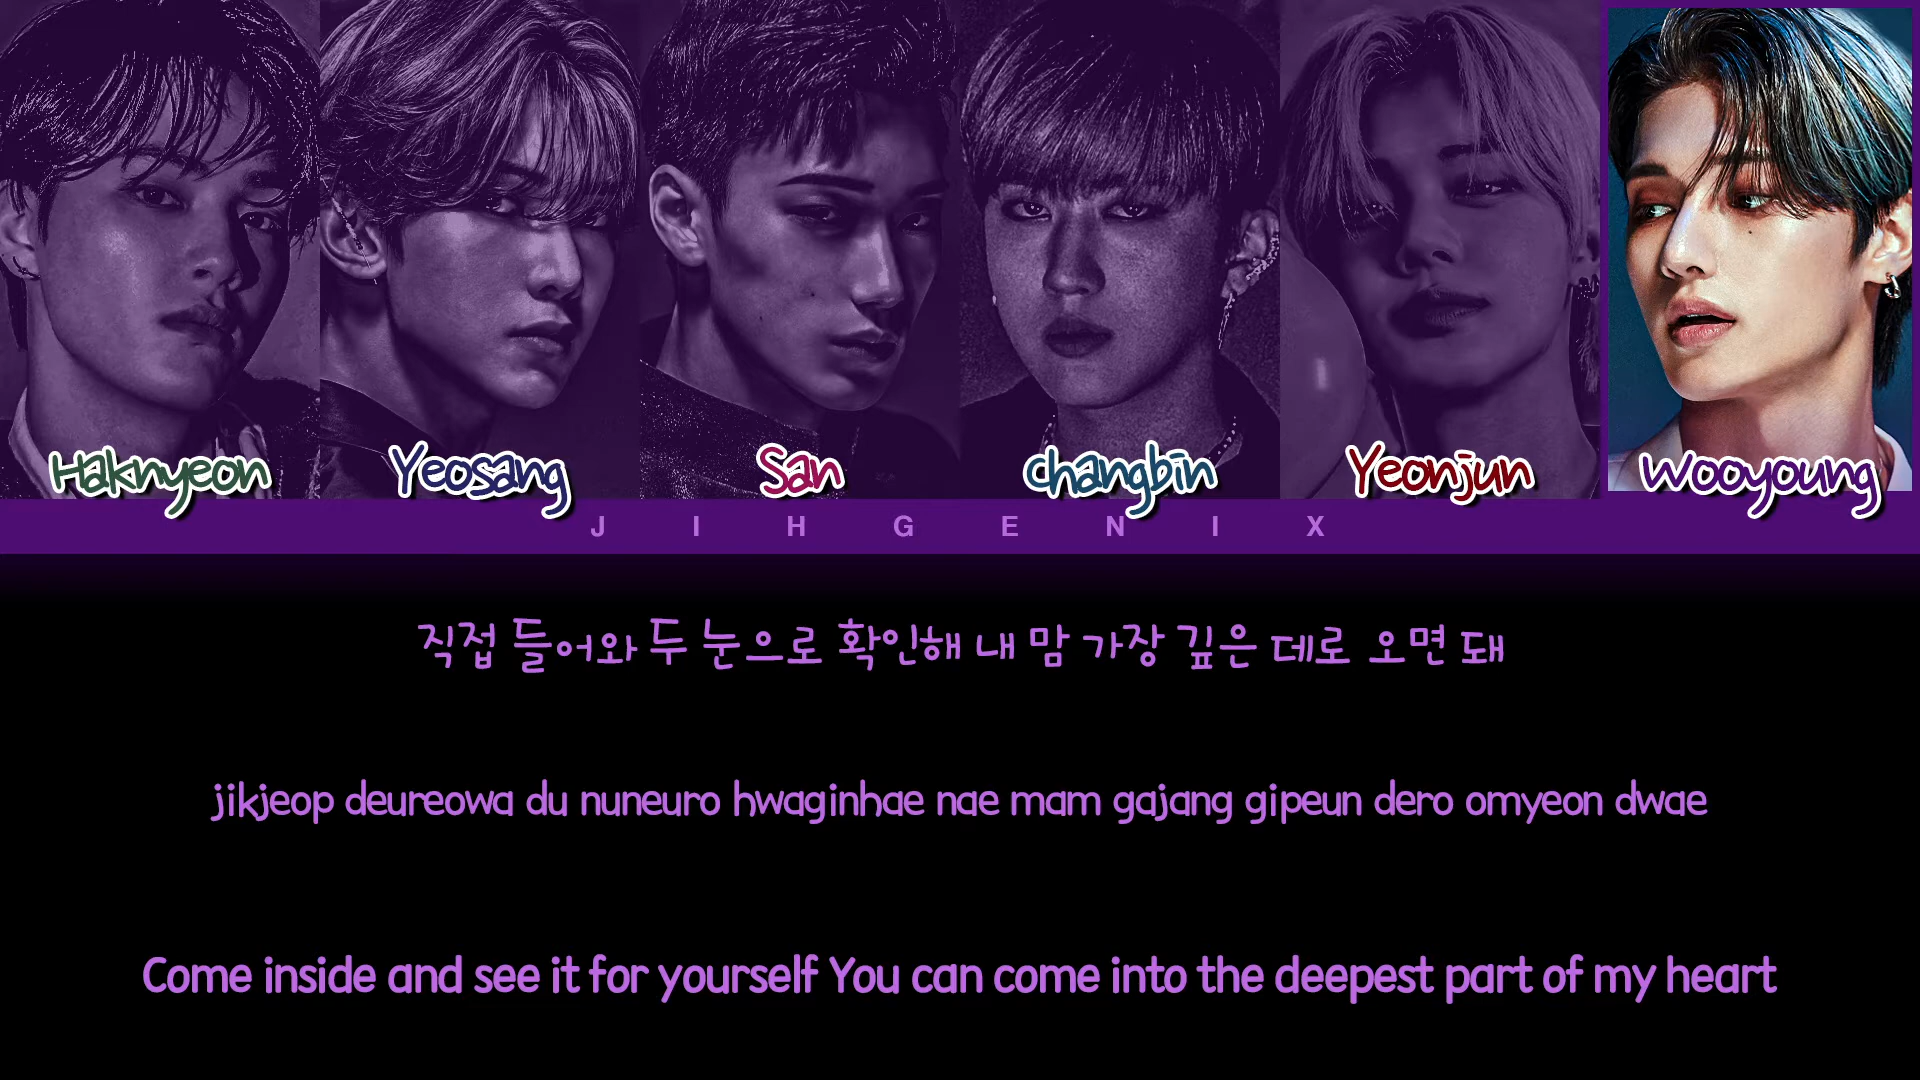 Haknyeon Yeosang San changbin Yeonjun Wooyoung
J I H G E N I X
직접 들어와 두 눈으로 확인해 내 맘 가장 깊은 데로 오면 돼
jikjeop deureowa du nuneuro hwaginhae nae mam gajang gipeun dero omyeon dwae
Come inside and see it for yourself You can come into the deepest part of my heart